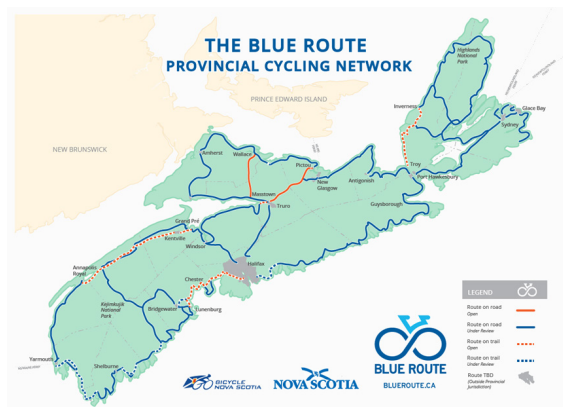 THE BLUE ROUTE
PROVINCIAL CYCLING NETWORK
Highlands
National
Park
PRINCE EDWARD ISLAND
NEW BRUNSWICK
Inverness
Glace Bay
Sydney
Amherst
Wallace
Pictou
Troy
Port Hawkesbury
New
Glasgow
Antigonish
Masstown
Truro
Guysborough
Grand Pré
Kentville
Windsor
Halifax
Annapolis
Royal
Chester
Kejimkujik
National
Park
Bridgewater
Lunenburg
Yarmouth
Shelburne
LEGEND
Route on road
Open
Route on road
Under Review
Route on trail
Open
Route on trail
Under Review
Route TBD
(Outside Provincial
Jurisdiction)
BLUE ROUTE
BLUEROUTE.CA
BICYCLE
NOVA SCOTIA
NOVA SCOTIA